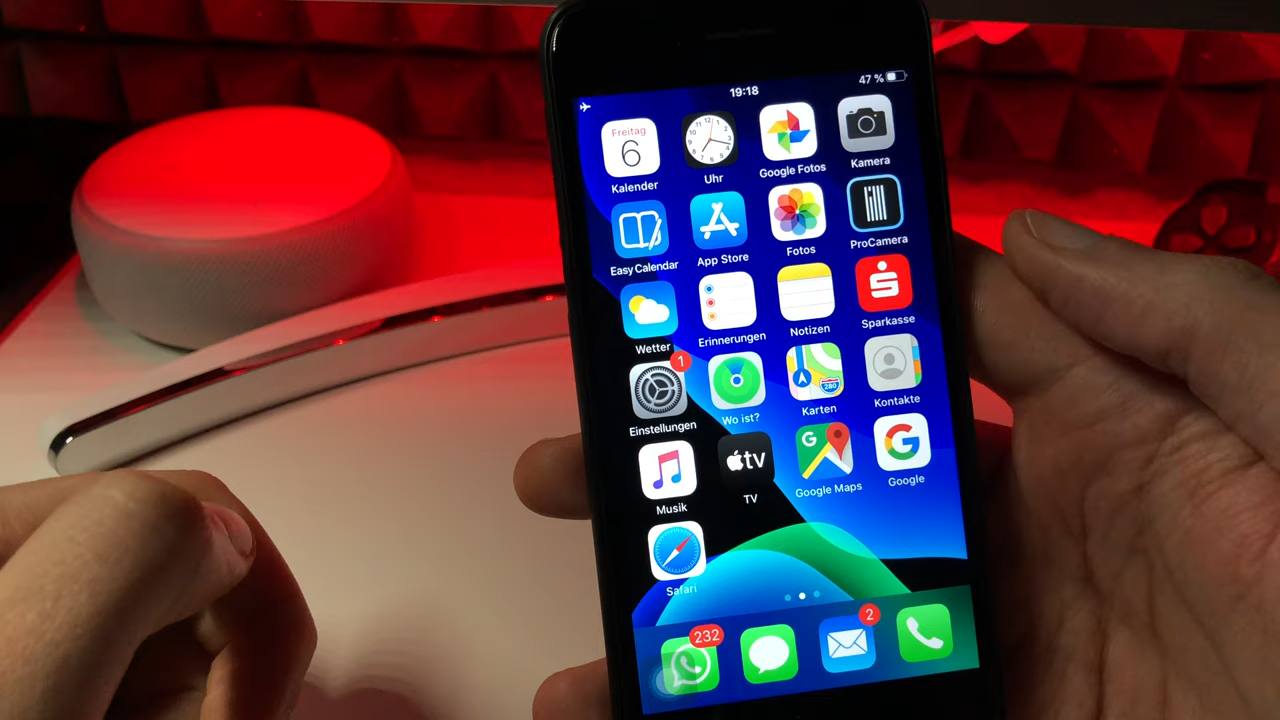 19:18
47 %
Freitag
6
Kalender
Uhr
Google Fotos
Kamera
Easy Calendar
App Store
Fotos
ProCamera
Wetter
Erinnerungen
Notizen
Sparkasse
1
280
Einstellungen
Wo ist?
Karten
Kontakte
tv
G
G
Musik
TV
Google Maps
Google
Safari
232
2